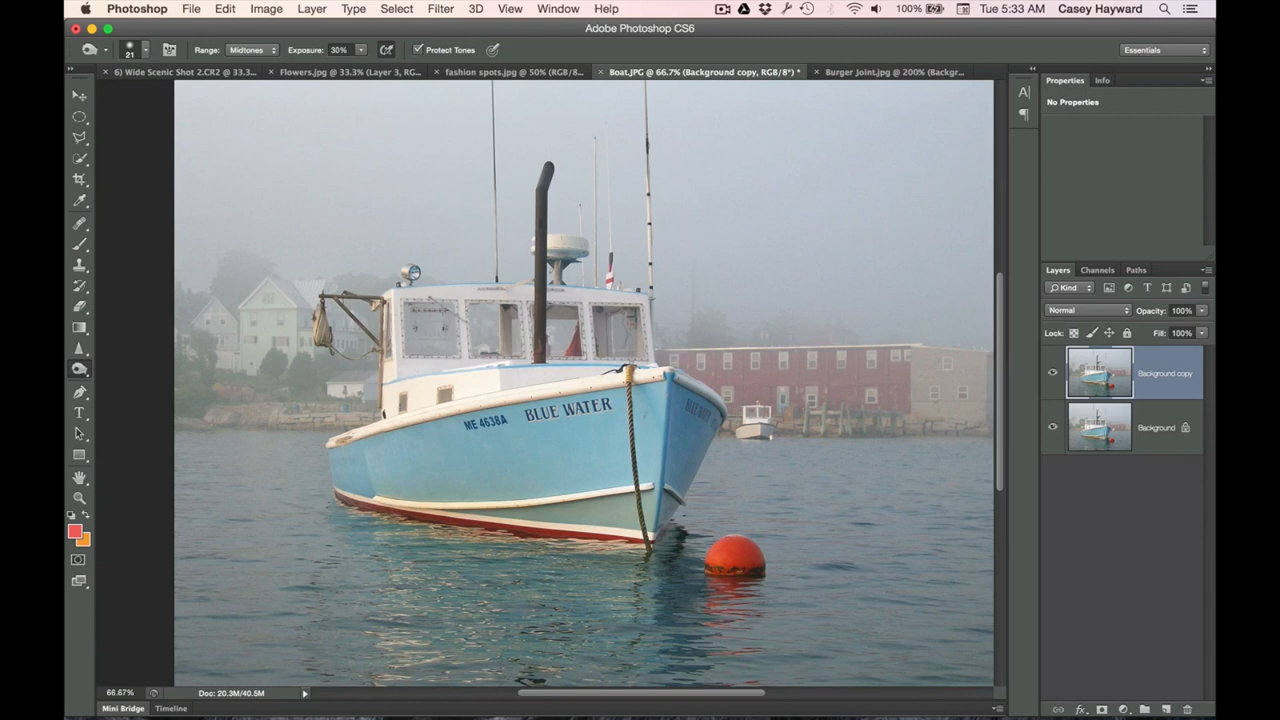 Photoshop File Edit Image Layer Type Select Filter 3D View Window Help 100% Tue 5:33 AM Casey Hayward
Adobe Photoshop CS6
21 Range: Midtones Exposure: 30% Protect Tones Essentials
6) Wide Scenic Shot 2.CR2 @ 33.3... Flowers.jpg @ 33.3% (Layer 3, RG... fashion spots.jpg @ 50% (RGB/8... Boat.JPG @ 66.7% (Background copy, RGB/8*) * Burger Joint.jpg @ 200% (Backgr...
Properties Info
No Properties
BLUE WATER
ME 4638A
Layers Channels Paths
Kind
Normal Opacity: 100%
Lock: Fill: 100%
Background copy
Background
66.67% Doc: 20.3M/40.5M
Mini Bridge Timeline